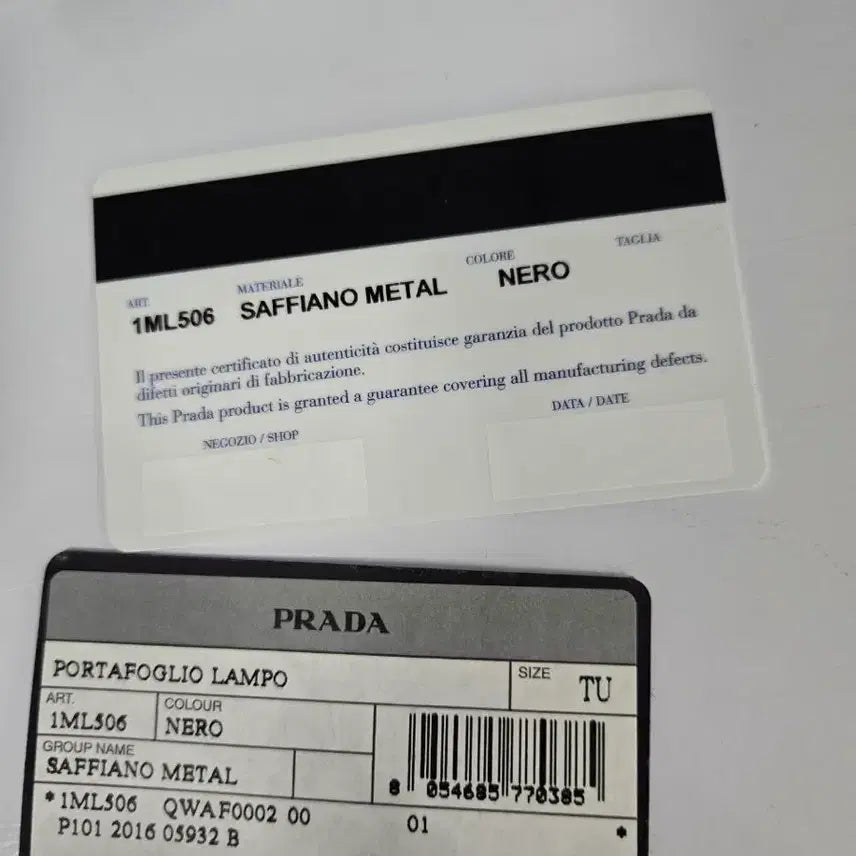 ART. MATERIALE COLORE TAGLIA
1ML506 SAFFIANO METAL NERO
Il presente certificato di autenticità costituisce garanzia del prodotto Prada da
difetti originari di fabbricazione.
This Prada product is granted a guarantee covering all manufacturing defects.
NEGOZIO / SHOP DATA / DATE
PRADA
PORTAFOGLIO LAMPO SIZE TU
ART. COLOUR
1ML506 NERO
GROUP NAME
SAFFIANO METAL
8 054685 770385
*1ML506 QWAF0002 00 01 *
P101 2016 05932 B